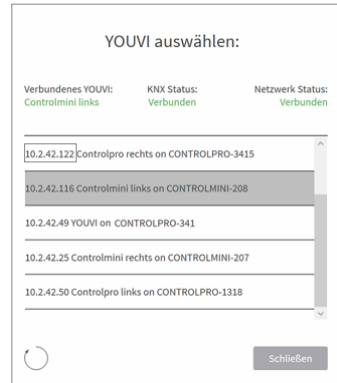 YOUVI auswählen:
Verbundenes YOUVI: KNX Status: Netzwerk Status:
Controlmini links Verbunden Verbunden
10.2.42.122 Controlpro rechts on CONTROLPRO-3415
10.2.42.116 Controlmini links on CONTROLMINI-208
10.2.42.49 YOUVI on CONTROLPRO-341
10.2.42.25 Controlmini rechts on CONTROLMINI-207
10.2.42.50 Controlpro links on CONTROLPRO-1318
Schließen